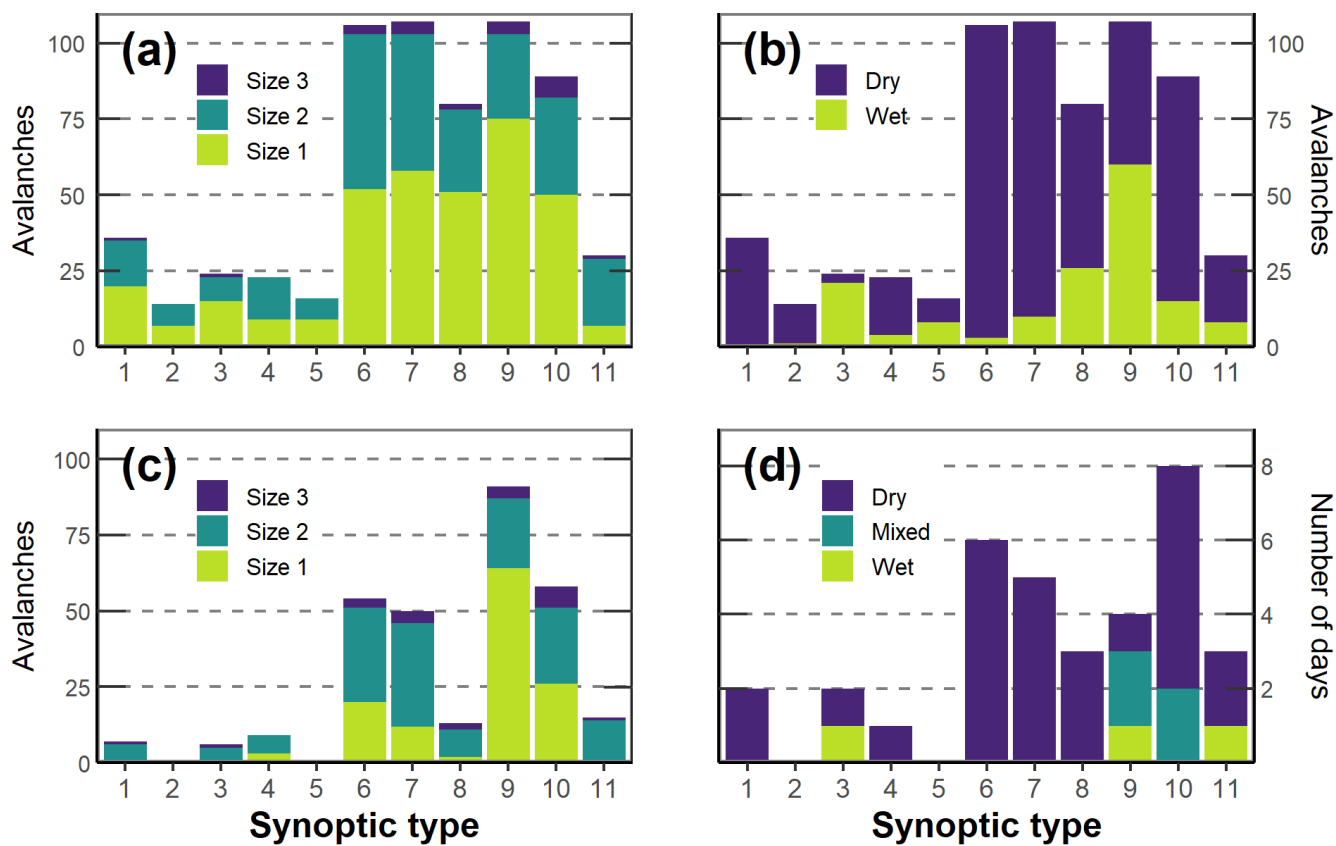 (a)
Size 3
Size 2
Size 1
Avalanches
100
75
50
25
0
1 2 3 4 5 6 7 8 9 10 11
(b)
Dry
Wet
Avalanches
100
75
50
25
0
1 2 3 4 5 6 7 8 9 10 11
(c)
Size 3
Size 2
Size 1
Avalanches
100
75
50
25
0
1 2 3 4 5 6 7 8 9 10 11
Synoptic type
(d)
Dry
Mixed
Wet
Number of days
8
6
4
2
1 2 3 4 5 6 7 8 9 10 11
Synoptic type